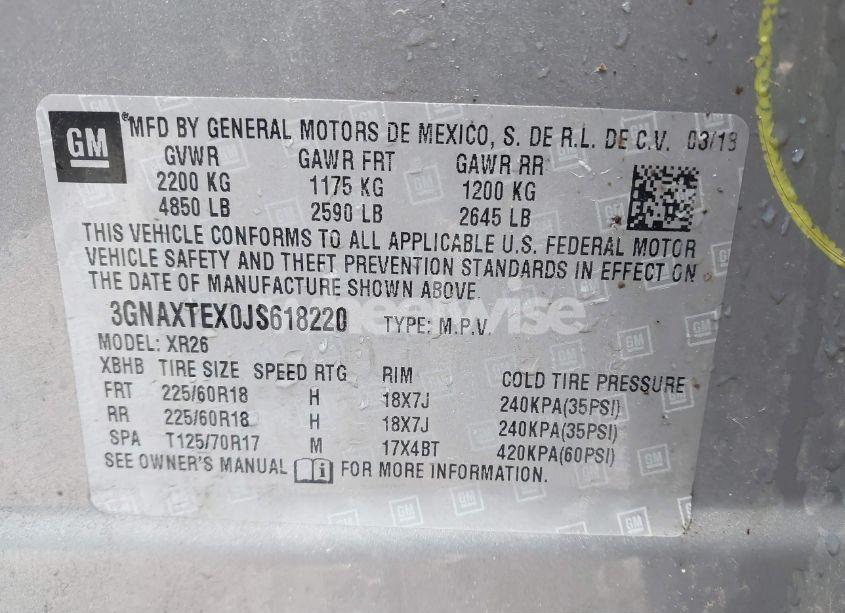 GM
®MFD BY GENERAL MOTORS DE MEXICO, S. DE R.L. DE C.V. 03/18
GVWR GAWR FRT GAWR RR
2200 KG 1175 KG 1200 KG
4850 LB 2590 LB 2645 LB
THIS VEHICLE CONFORMS TO ALL APPLICABLE U.S. FEDERAL MOTOR
VEHICLE SAFETY AND THEFT PREVENTION STANDARDS IN EFFECT ON
THE DATE OF MANUFACTURE SHOWN ABOVE.
3GNAXTEX0JS618220 TYPE: M.P.V.
MODEL: XR26
XBHB TIRE SIZE SPEED RTG RIM COLD TIRE PRESSURE
FRT 225/60R18 H 18X7J 240KPA(35PSI)
RR 225/60R18 H 18X7J 240KPA(35PSI)
SPA T125/70R17 M 17X4BT 420KPA(60PSI)
SEE OWNER'S MANUAL FOR MORE INFORMATION.